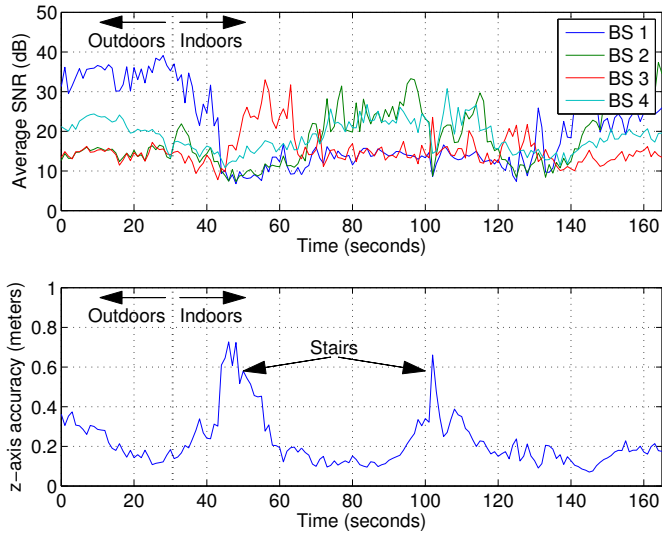 Average SNR (dB)
50
40
30
20
10
0
Outdoors
Indoors
BS 1
BS 2
BS 3
BS 4
0 20 40 60 80 100 120 140 160
Time (seconds)
z−axis accuracy (meters)
1
0.8
0.6
0.4
0.2
0
Outdoors
Indoors
Stairs
0 20 40 60 80 100 120 140 160
Time (seconds)